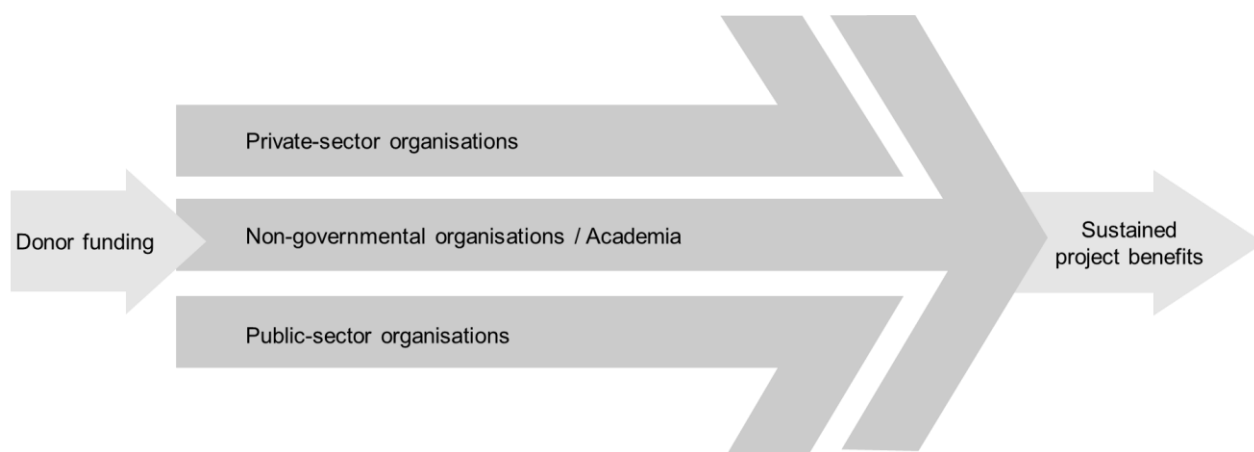 Private-sector organisations
Donor funding
Non-governmental organisations / Academia
Sustained
project benefits
Public-sector organisations